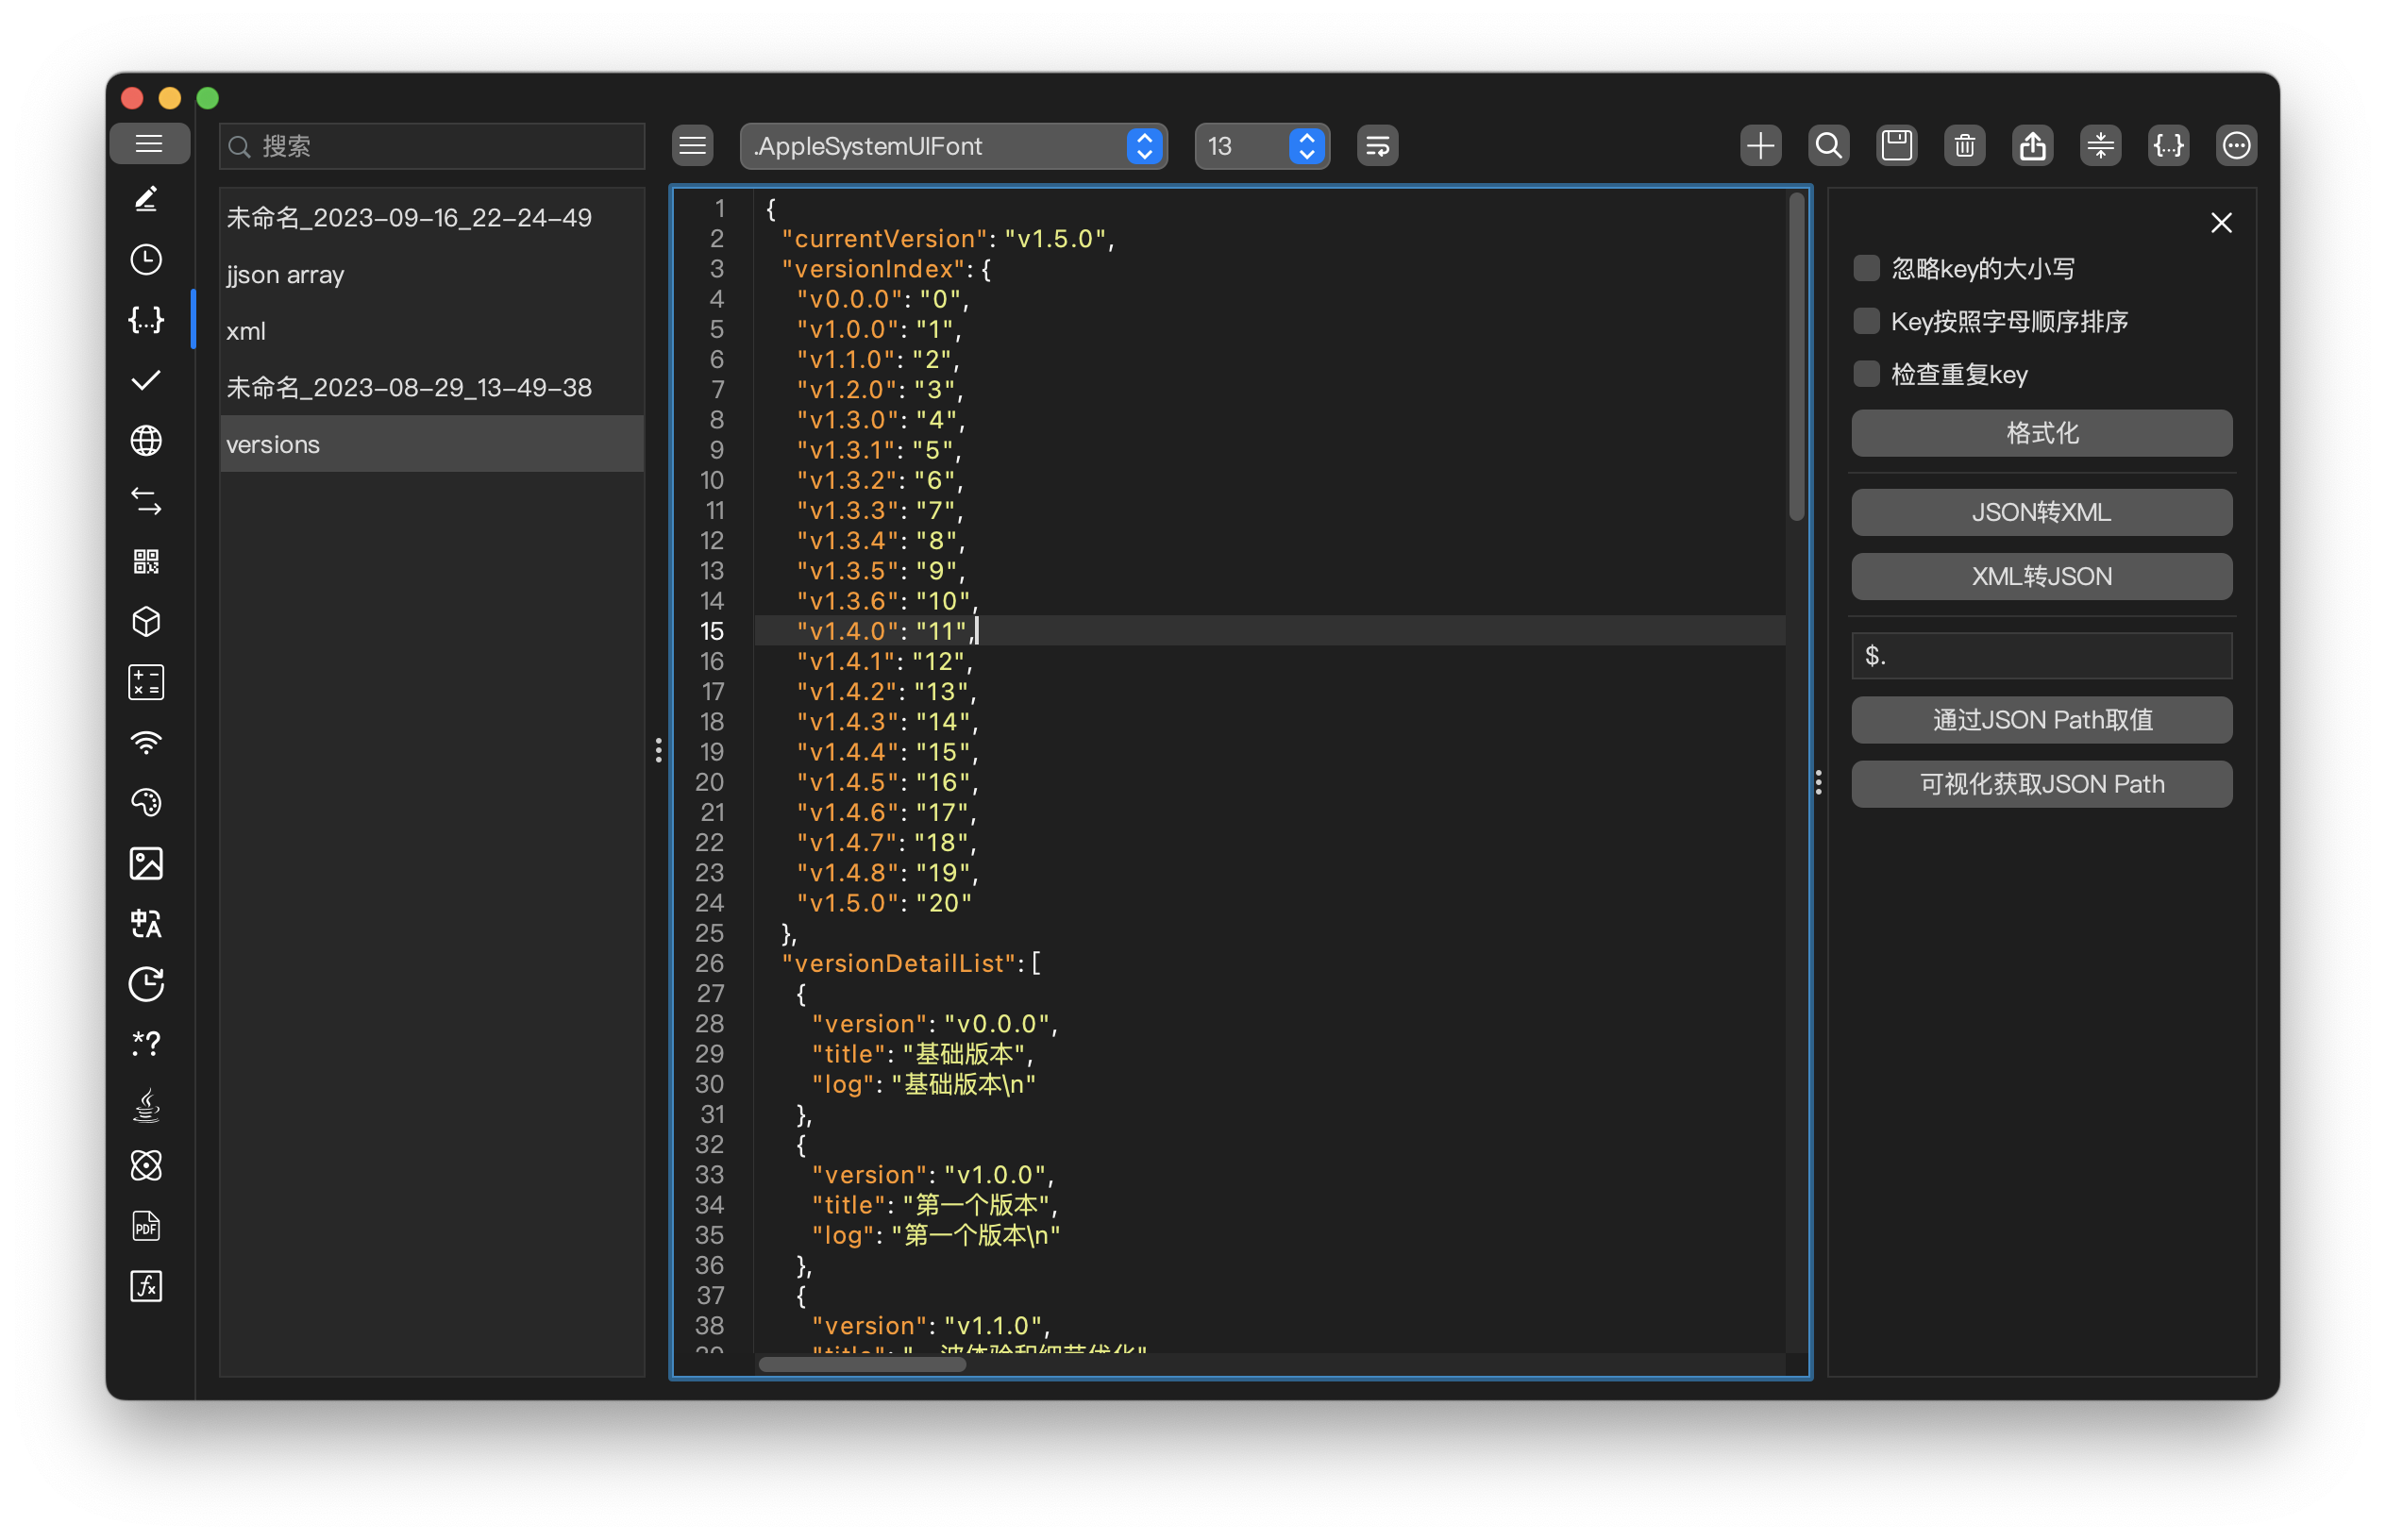 搜索
.AppleSystemUIFont
13
未命名_2023-09-16_22-24-49
jjson array
xml
未命名_2023-08-29_13-49-38
versions
1 {
2 "currentVersion": "v1.5.0",
3 "versionIndex": {
4 "v0.0.0": "0",
5 "v1.0.0": "1",
6 "v1.1.0": "2",
7 "v1.2.0": "3",
8 "v1.3.0": "4",
9 "v1.3.1": "5",
10 "v1.3.2": "6",
11 "v1.3.3": "7",
12 "v1.3.4": "8",
13 "v1.3.5": "9",
14 "v1.3.6": "10",
15 "v1.4.0": "11",
16 "v1.4.1": "12",
17 "v1.4.2": "13",
18 "v1.4.3": "14",
19 "v1.4.4": "15",
20 "v1.4.5": "16",
21 "v1.4.6": "17",
22 "v1.4.7": "18",
23 "v1.4.8": "19",
24 "v1.5.0": "20"
25 },
26 "versionDetailList": [
27 {
28 "version": "v0.0.0",
29 "title": "基础版本",
30 "log": "基础版本\n"
31 },
32 {
33 "version": "v1.0.0",
34 "title": "第一个版本",
35 "log": "第一个版本\n"
36 },
37 {
38 "version": "v1.1.0",
39 "title":
忽略key的大小写
Key按照字母顺序排序
检查重复key
格式化
JSON转XML
XML转JSON
$.
通过JSON Path取值
可视化获取JSON Path
PDF